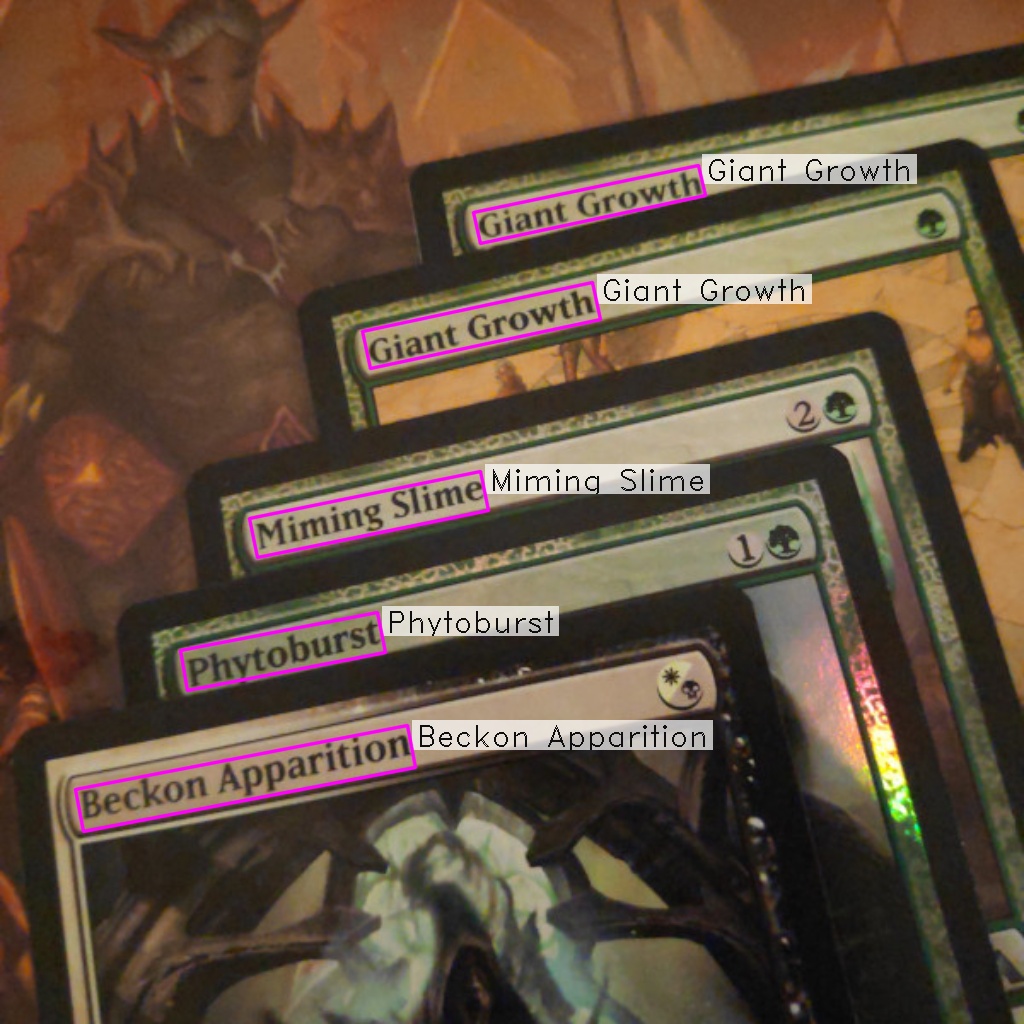 Giant Growth Giant Growth
Giant Growth Giant Growth
Miming Slime Miming Slime
2
1
Phytoburst Phytoburst
Beckon Apparition Beckon Apparition